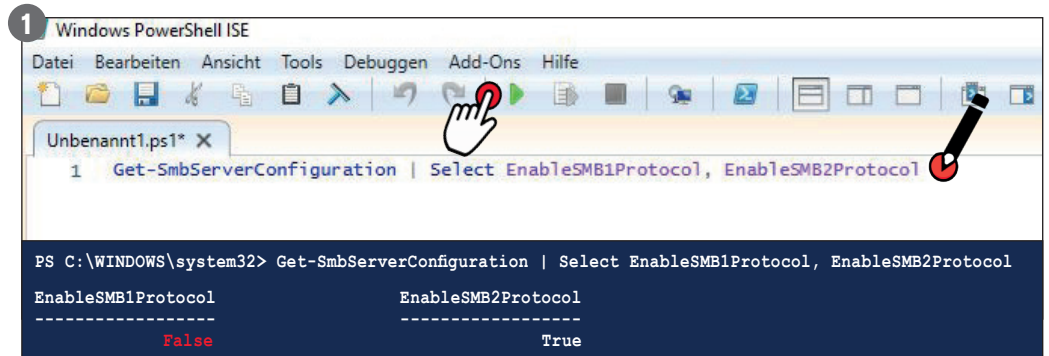 1
Windows PowerShell ISE
Datei Bearbeiten Ansicht Tools Debuggen Add-Ons Hilfe
Unbenannt1.ps1* X
1 Get-SmbServerConfiguration | Select EnableSMB1Protocol, EnableSMB2Protocol
PS C:\WINDOWS\system32> Get-SmbServerConfiguration | Select EnableSMB1Protocol, EnableSMB2Protocol
EnableSMB1Protocol EnableSMB2Protocol
------------------ ------------------
False True